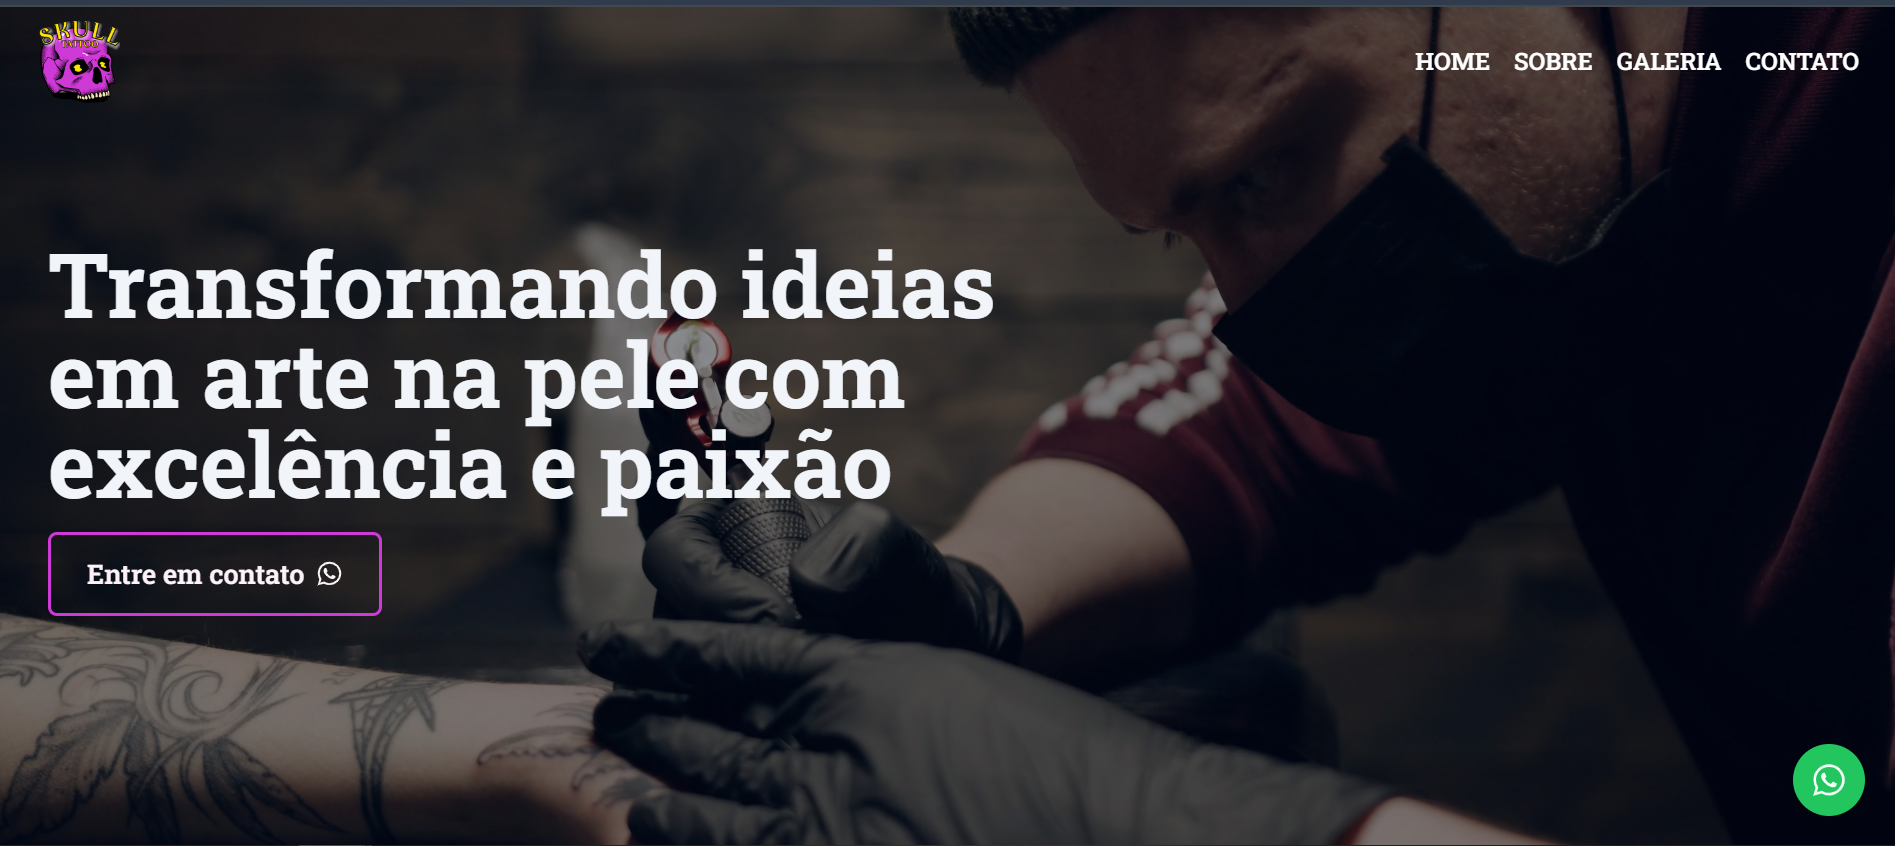 SKULL
TATTOO
HOME SOBRE GALERIA CONTATO
Transformando ideias
em arte na pele com
excelência e paixão
Entre em contato